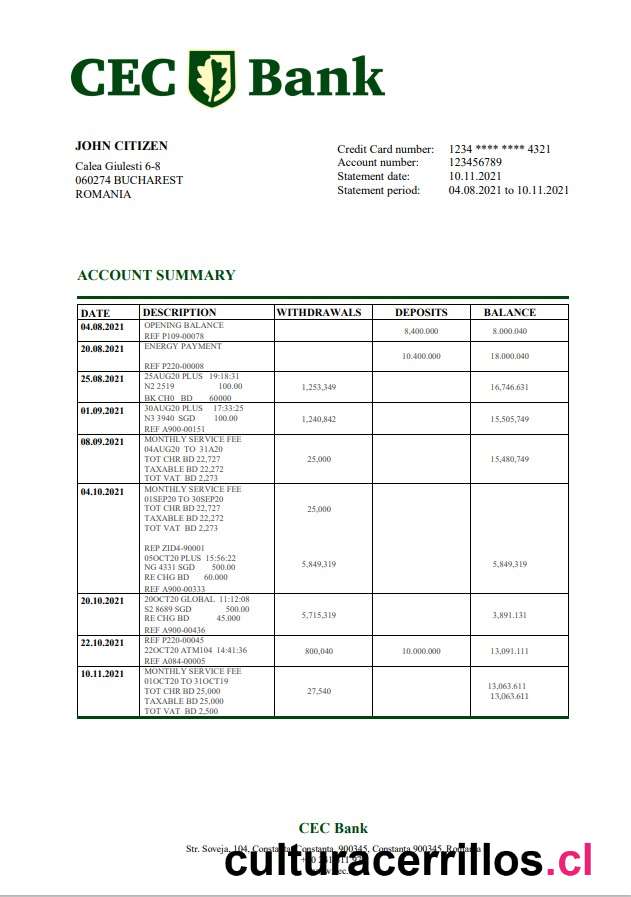 CEC Bank
JOHN CITIZEN
Calea Giulesti 6-8
060274 BUCHAREST
ROMANIA
Credit Card number: 1234 **** **** 4321
Account number: 123456789
Statement date: 10.11.2021
Statement period: 04.08.2021 to 10.11.2021
ACCOUNT SUMMARY
DATE DESCRIPTION WITHDRAWALS DEPOSITS BALANCE
04.08.2021 OPENING BALANCE
REF P109-00078 8,400.000 8.000.040
20.08.2021 ENERGY PAYMENT
10.400.000 18.000.040
REF P220-00008
25.08.2021 25AUG20 PLUS 19:18:31
N2 2519 100.00 1,253,349 16,746.631
BK CH0 BD 60000
01.09.2021 30AUG20 PLUS 17:33:25
N3 3940 SGD 100.00 1,240,842 15,505,749
REF A900-00151
08.09.2021 MONTHLY SERVICE FEE
04AUG20 TO 31A20
TOT CHR BD 22,727 25,000 15,480,749
TAXABLE BD 22,272
TOT VAT BD 2,273
04.10.2021 MONTHLY SERVICE FEE
01SEP20 TO 30SEP20
TOT CHR BD 22,727 25,000
TAXABLE BD 22,272
TOT VAT BD 2,273
REP ZID4-90001
05OCT20 PLUS 15:56:22
NG 4331 SGD 500.00 5,849,319 5,849,319
RE CHG BD 60.000
REF A900-00333
20.10.2021 20OCT20 GLOBAL 11:12:08
S2 8689 SGD 500.00
RE CHG BD 45.000 5,715,319 3,891.131
REF A900-00436
22.10.2021 REF P220-00045
22OCT20 ATM104 14:41:36 800,040 10.000.000 13,091.111
REF A084-00005
10.11.2021 MONTHLY SERVICE FEE
01OCT20 TO 31OCT19 13,063.611
TOT CHR BD 25,000 27,540 13,063.611
TAXABLE BD 25,000
TOT VAT BD 2,500
CEC Bank
Str. Soveja, 104, Constanta, Constanta, 900345, Constanta 900345, Romania
culturacerrillos.cl